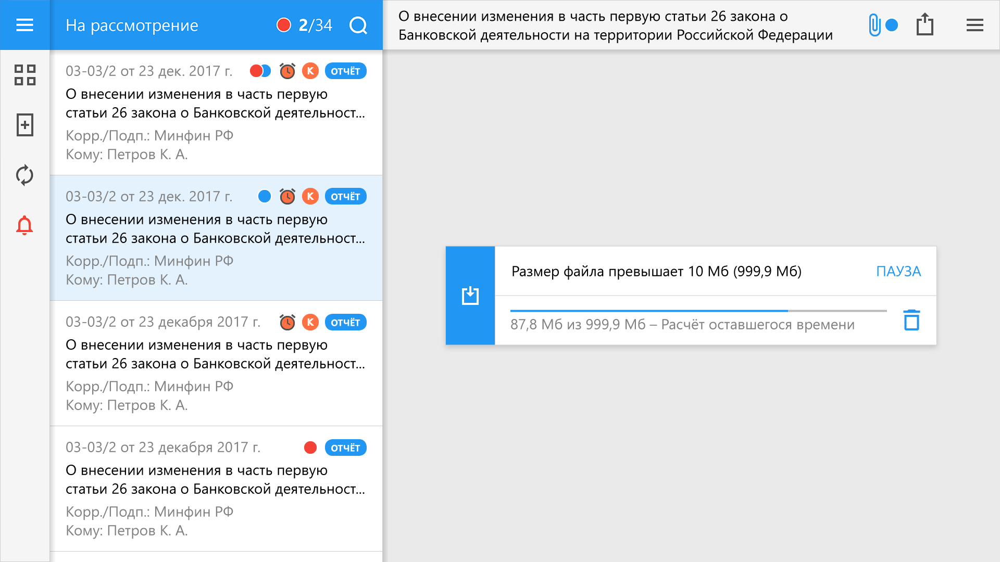 На рассмотрение
2/34
О внесении изменения в часть первую статьи 26 закона о
Банковской деятельности на территории Российской Федерации
03-03/2 от 23 дек. 2017 г.
К
ОТЧЁТ
О внесении изменения в часть первую
статьи 26 закона о Банковской деятельност...
Корр./Подп.: Минфин РФ
Кому: Петров К. А.
03-03/2 от 23 дек. 2017 г.
К
ОТЧЁТ
О внесении изменения в часть первую
статьи 26 закона о Банковской деятельност...
Корр./Подп.: Минфин РФ
Кому: Петров К. А.
03-03/2 от 23 декабря 2017 г.
К
ОТЧЁТ
О внесении изменения в часть первую
статьи 26 закона о Банковской деятельност...
Корр./Подп.: Минфин РФ
Кому: Петров К. А.
03-03/2 от 23 декабря 2017 г.
ОТЧЁТ
О внесении изменения в часть первую
статьи 26 закона о Банковской деятельност...
Корр./Подп.: Минфин РФ
Кому: Петров К. А.
Размер файла превышает 10 Мб (999,9 Мб)
ПАУЗА
87,8 Мб из 999,9 Мб – Расчёт оставшегося времени